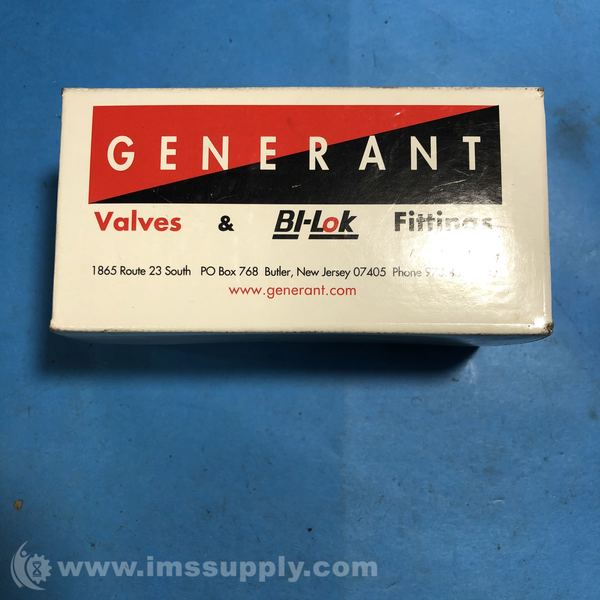 GENERANT
Valves & BI-Lok Fittings
1865 Route 23 South PO Box 768 Butler, New Jersey 07405 Phone
www.generant.com
www.imssupply.com